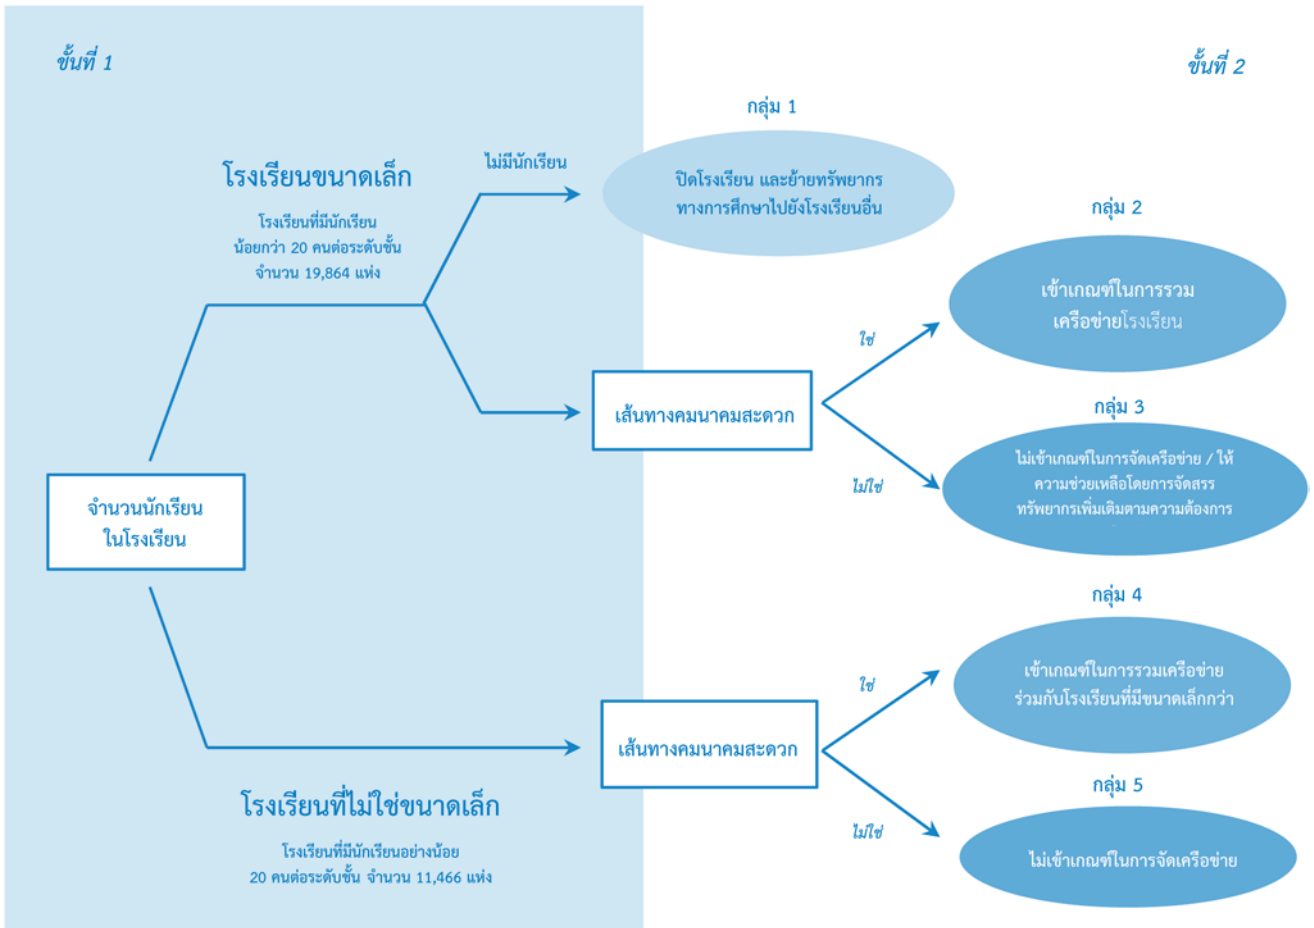 ขั้นที่ 1
ขั้นที่ 2
กลุ่ม 1
ไม่มีนักเรียน
โรงเรียนขนาดเล็ก
โรงเรียนที่มีนักเรียน
น้อยกว่า 20 คนต่อระดับชั้น
จำนวน 19,864 แห่ง
ปิดโรงเรียน และย้ายทรัพยากร
ทางการศึกษาไปยังโรงเรียนอื่น
กลุ่ม 2
เข้าเกณฑ์ในการรวม
เครือข่ายโรงเรียน
ใช่
เส้นทางคมนาคมสะดวก
ไม่ใช่
กลุ่ม 3
ไม่เข้าเกณฑ์ในการจัดเครือข่าย / ให้
ความช่วยเหลือโดยการจัดสรร
ทรัพยากรเพิ่มเติมตามความต้องการ
จำนวนนักเรียน
ในโรงเรียน
กลุ่ม 4
เข้าเกณฑ์ในการรวมเครือข่าย
ร่วมกับโรงเรียนที่มีขนาดเล็กกว่า
ใช่
เส้นทางคมนาคมสะดวก
ไม่ใช่
กลุ่ม 5
ไม่เข้าเกณฑ์ในการจัดเครือข่าย
โรงเรียนที่ไม่ใช่ขนาดเล็ก
โรงเรียนที่มีนักเรียนอย่างน้อย
20 คนต่อระดับชั้น จำนวน 11,466 แห่ง